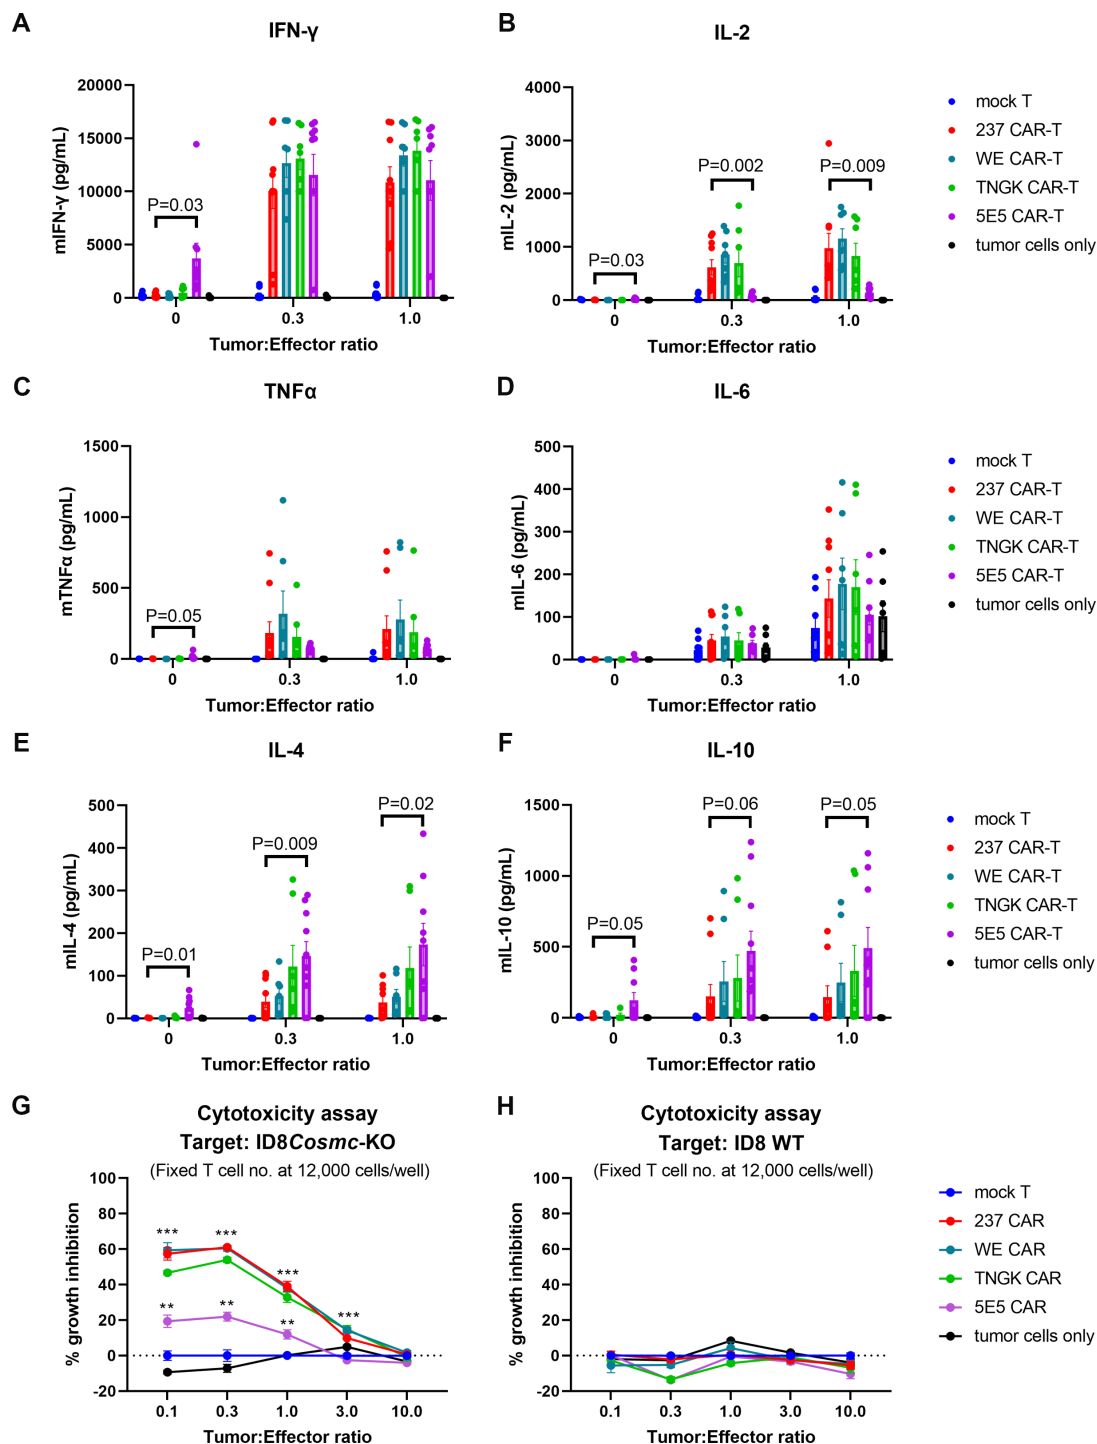 A
IFN-γ
mIFN-γ (pg/mL)
20000
15000
10000
5000
0
P=0.03
0
0.3
1.0
Tumor:Effector ratio
B
IL-2
mIL-2 (pg/mL)
4000
3000
2000
1000
0
P=0.03
P=0.002
P=0.009
0
0.3
1.0
Tumor:Effector ratio
mock T
237 CAR-T
WE CAR-T
TNGK CAR-T
5E5 CAR-T
tumor cells only
C
TNFα
mTNFα (pg/mL)
1500
1000
500
0
P=0.05
0
0.3
1.0
Tumor:Effector ratio
D
IL-6
mIL-6 (pg/mL)
500
400
300
200
100
0
0
0.3
1.0
Tumor:Effector ratio
mock T
237 CAR-T
WE CAR-T
TNGK CAR-T
5E5 CAR-T
tumor cells only
E
IL-4
mIL-4 (pg/mL)
500
400
300
200
100
0
P=0.01
P=0.009
P=0.02
0
0.3
1.0
Tumor:Effector ratio
F
IL-10
mIL-10 (pg/mL)
1500
1000
500
0
P=0.05
P=0.06
P=0.05
0
0.3
1.0
Tumor:Effector ratio
mock T
237 CAR-T
WE CAR-T
TNGK CAR-T
5E5 CAR-T
tumor cells only
G
Cytotoxicity assay
Target: ID8Cosmc-KO
(Fixed T cell no. at 12,000 cells/well)
% growth inhibition
100
80
60
40
20
0
-20
***
***
***
***
**
**
**
0.1
0.3
1.0
3.0
10.0
Tumor:Effector ratio
H
Cytotoxicity assay
Target: ID8 WT
(Fixed T cell no. at 12,000 cells/well)
% growth inhibition
100
80
60
40
20
0
-20
0.1
0.3
1.0
3.0
10.0
Tumor:Effector ratio
mock T
237 CAR
WE CAR
TNGK CAR
5E5 CAR
tumor cells only